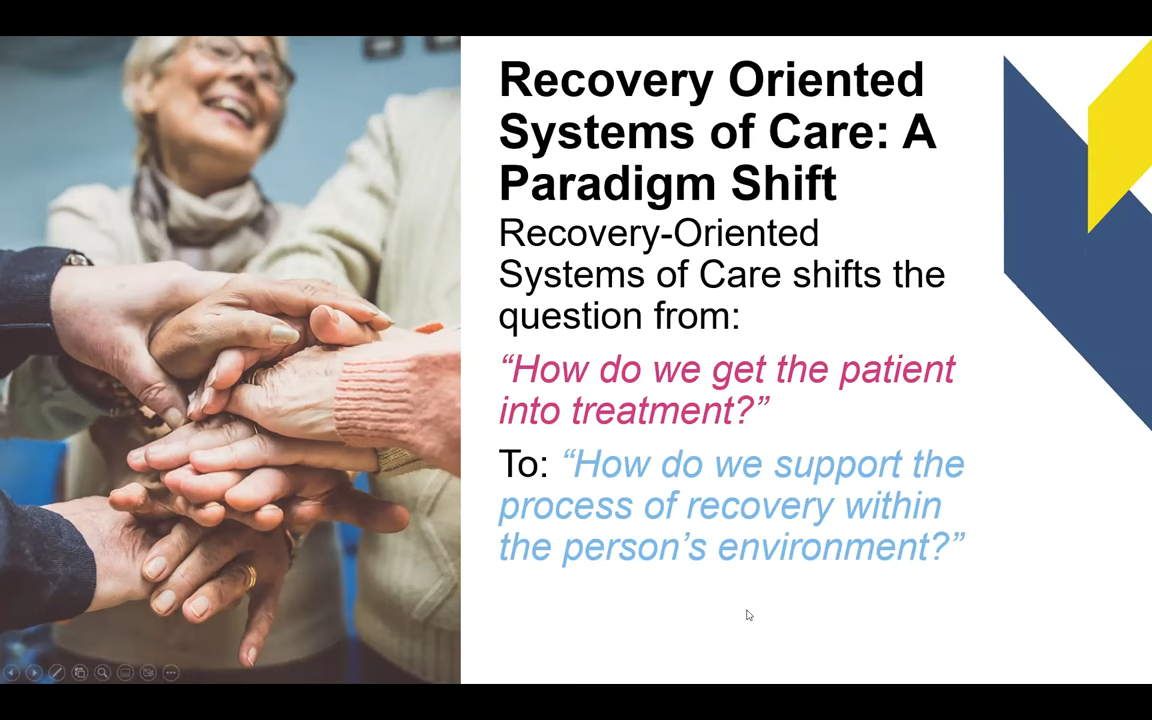 Recovery Oriented
Systems of Care: A
Paradigm Shift
Recovery-Oriented
Systems of Care shifts the
question from:
“How do we get the patient
into treatment?”
To: “How do we support the
process of recovery within
the person’s environment?”